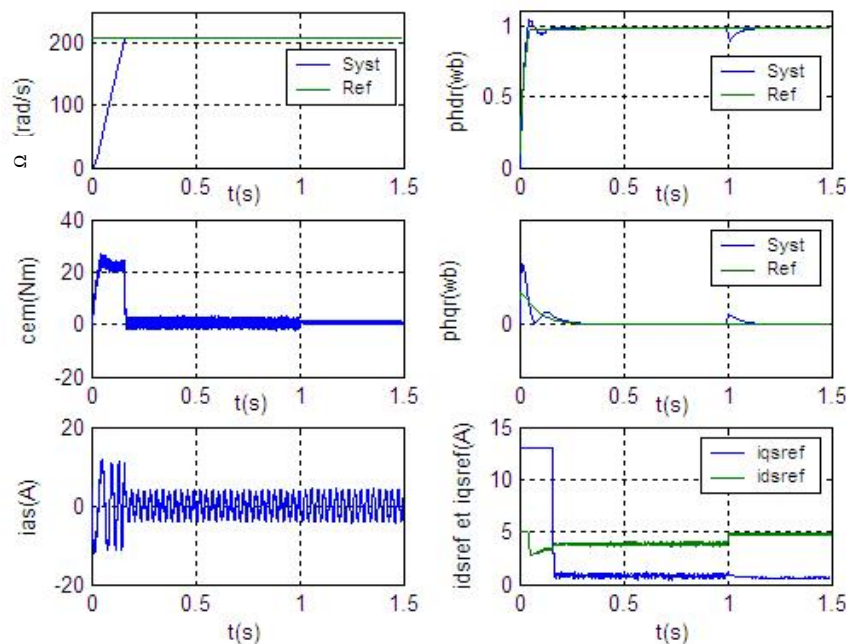 200
100
0
Ω (rad/s)
Syst
Ref
0 0.5 1 1.5
t(s)
1
0.5
0
phdr(wb)
Syst
Ref
0 0.5 1 1.5
t(s)
40
20
0
-20
cem(Nm)
0 0.5 1 1.5
t(s)
0
phqr(wb)
Syst
Ref
0 0.5 1 1.5
t(s)
20
0
-20
ias(A)
0 0.5 1 1.5
t(s)
15
10
5
0
idsref et iqsref(A)
iqsref
idsref
0 0.5 1 1.5
t(s)